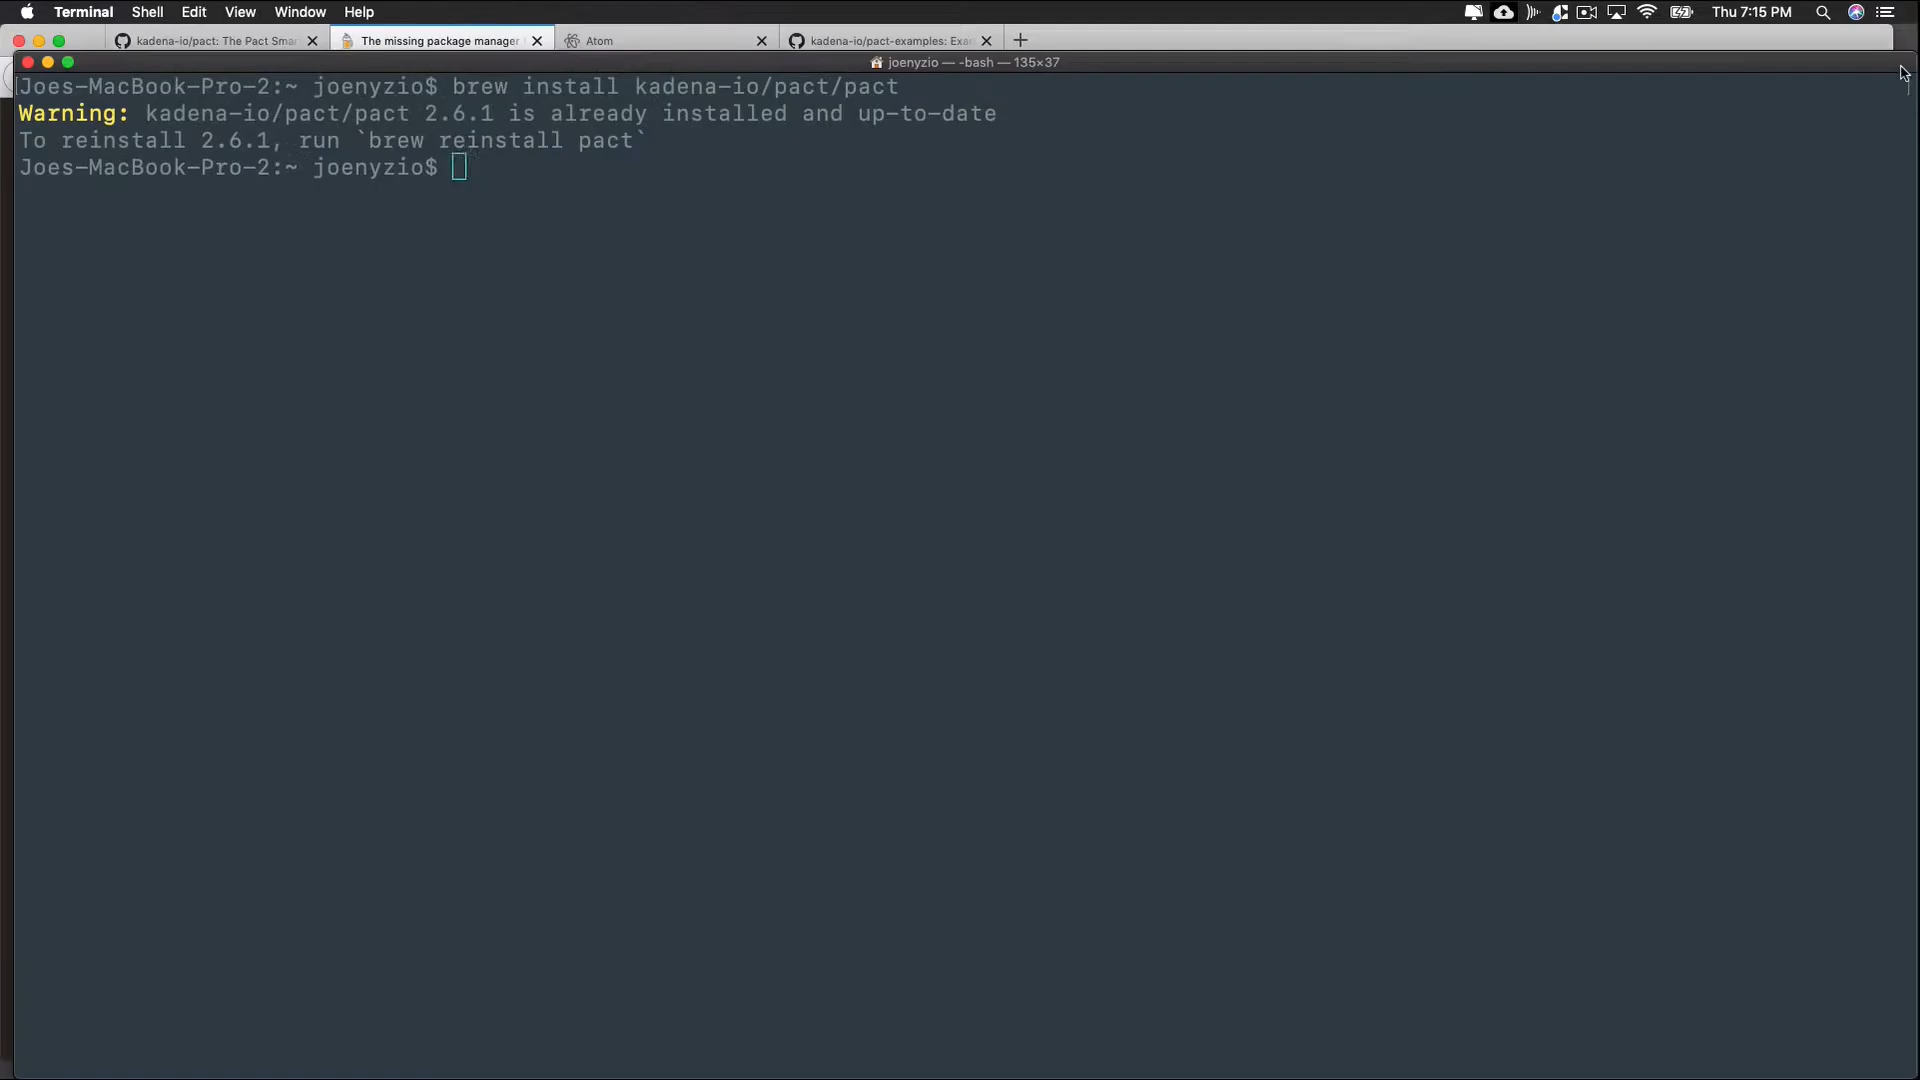 Terminal Shell Edit View Window Help Thu 7:15 PM
kadena-io/pact: The Pact Smar The missing package manager Atom kadena-io/pact-examples: Exa
joenyzio — -bash — 135×37
Joes-MacBook-Pro-2:~ joenyzio$ brew install kadena-io/pact/pact
Warning: kadena-io/pact/pact 2.6.1 is already installed and up-to-date
To reinstall 2.6.1, run `brew reinstall pact`
Joes-MacBook-Pro-2:~ joenyzio$